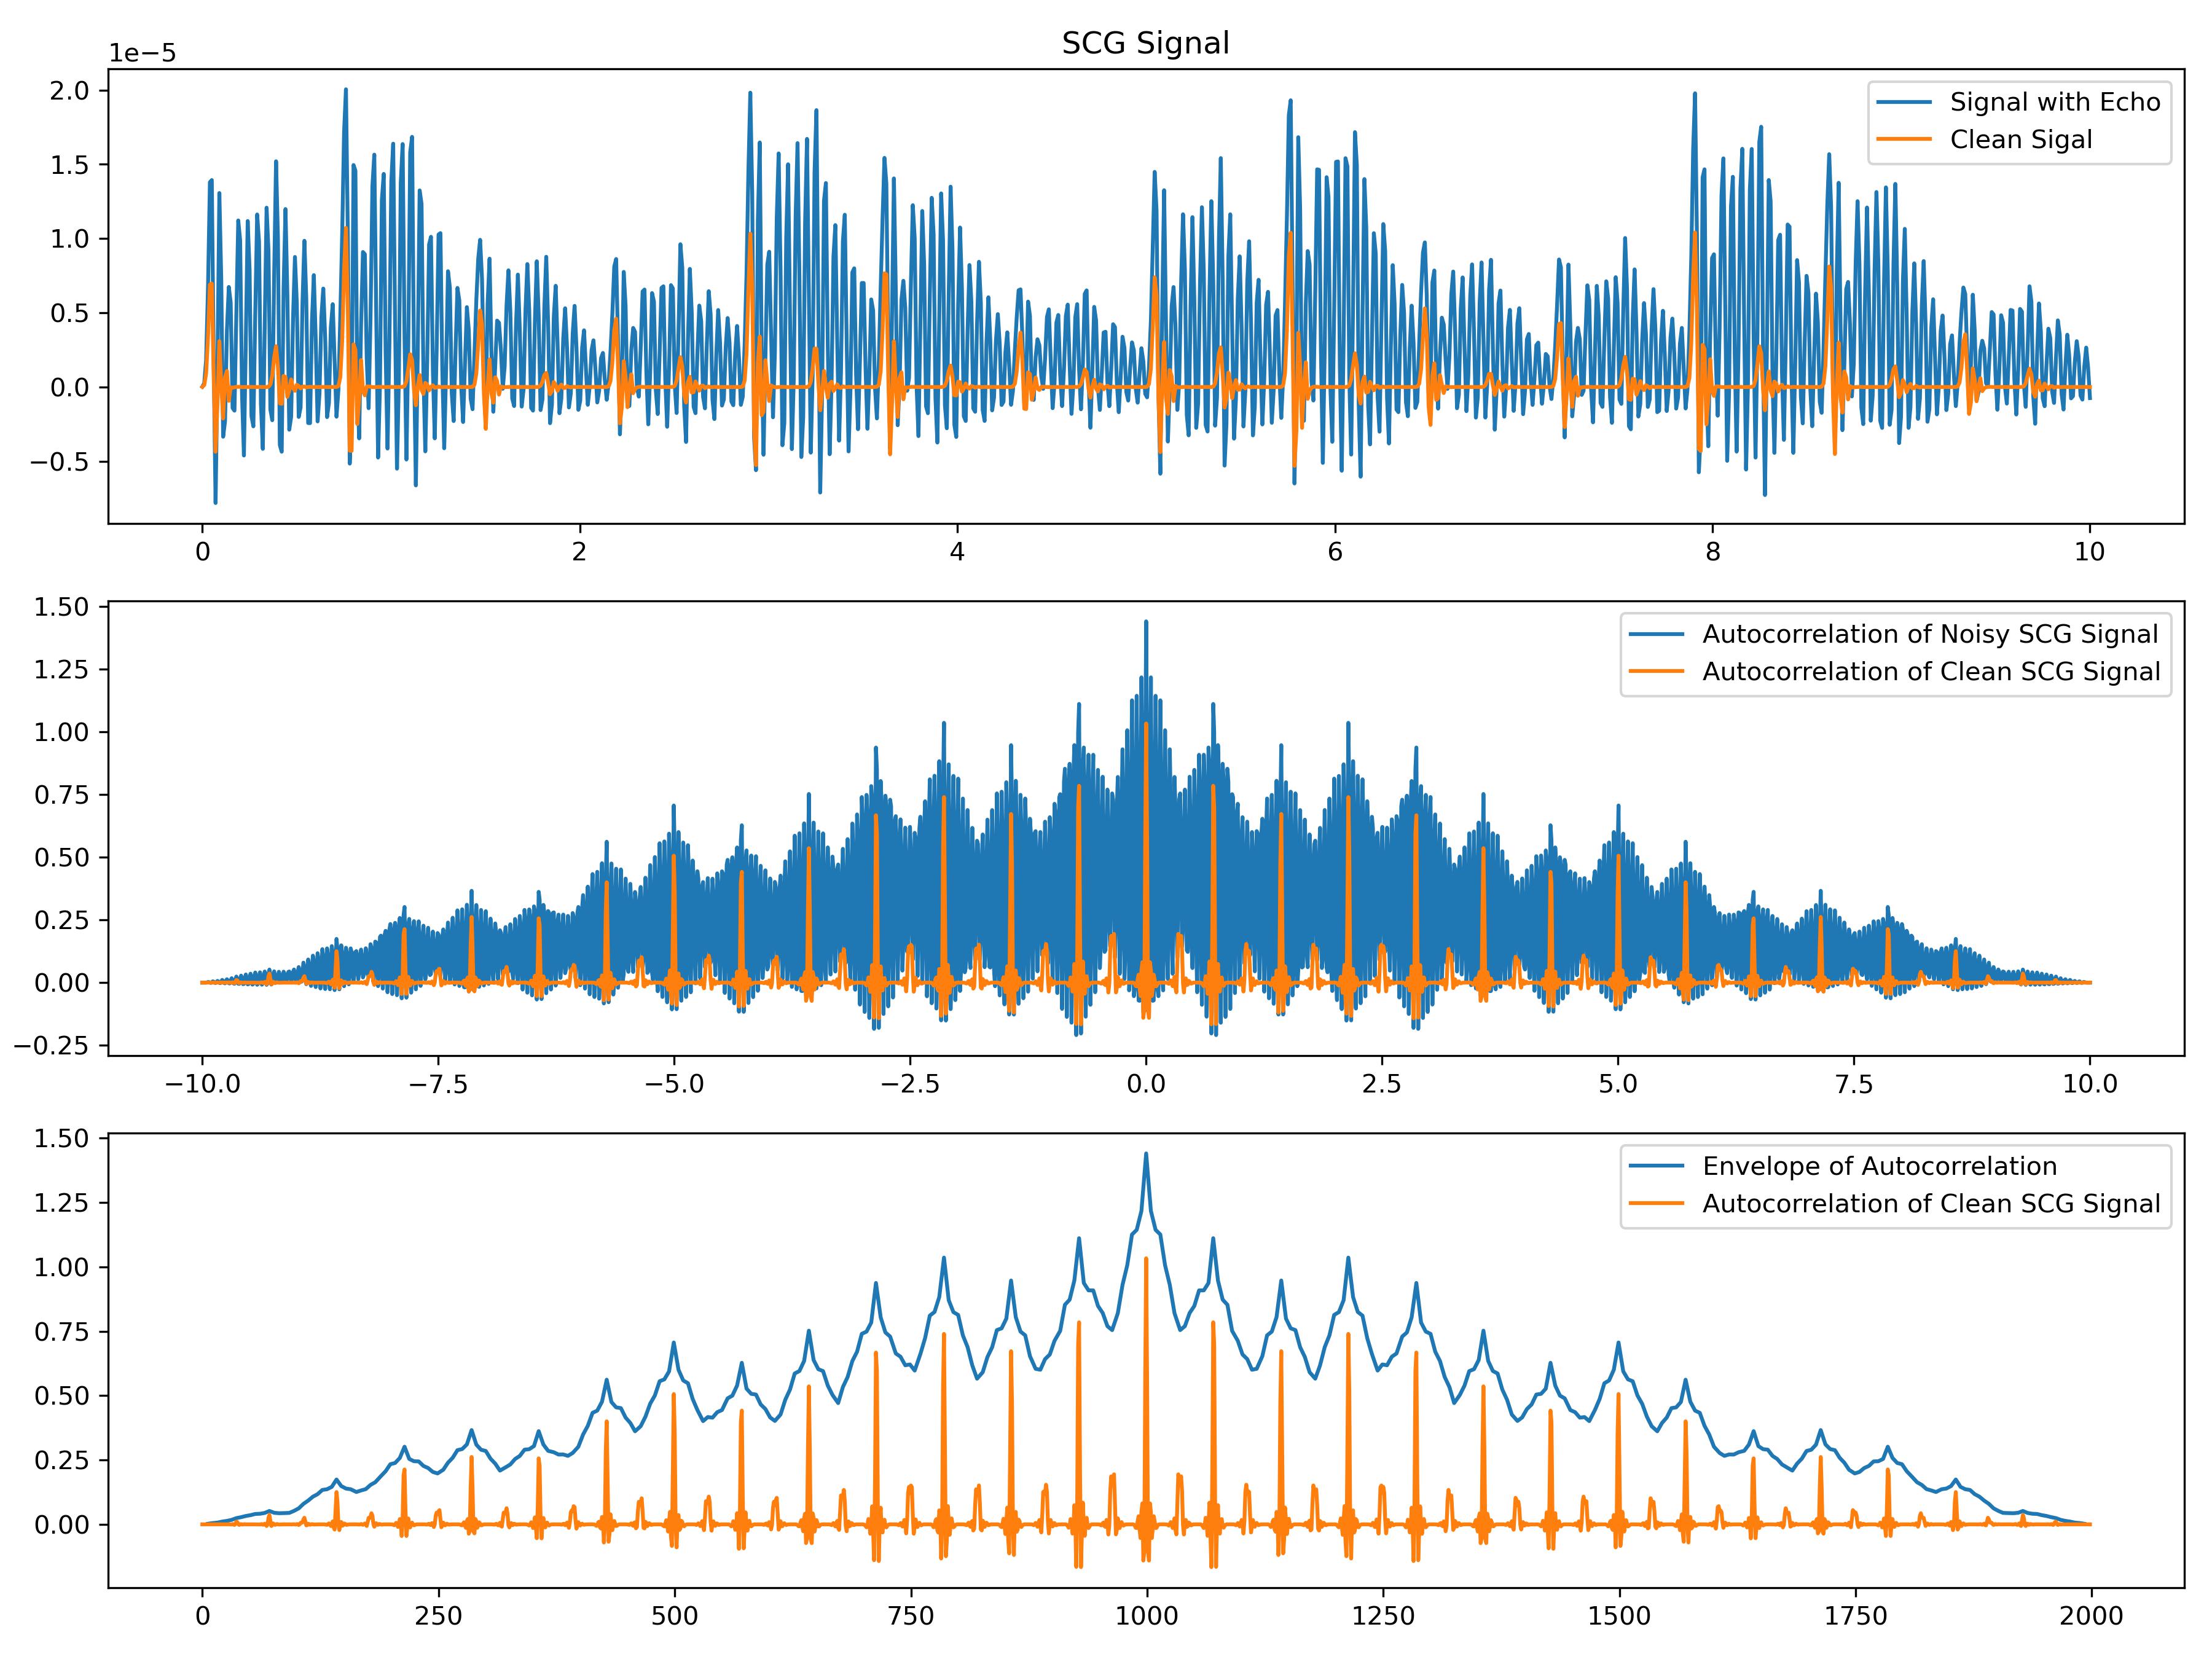 SCG Signal
1e−5
2.0
1.5
1.0
0.5
0.0
−0.5
Signal with Echo
Clean Sigal
0 2 4 6 8 10
1.50
1.25
1.00
0.75
0.50
0.25
0.00
−0.25
Autocorrelation of Noisy SCG Signal
Autocorrelation of Clean SCG Signal
−10.0 −7.5 −5.0 −2.5 0.0 2.5 5.0 7.5 10.0
1.50
1.25
1.00
0.75
0.50
0.25
0.00
Envelope of Autocorrelation
Autocorrelation of Clean SCG Signal
0 250 500 750 1000 1250 1500 1750 2000